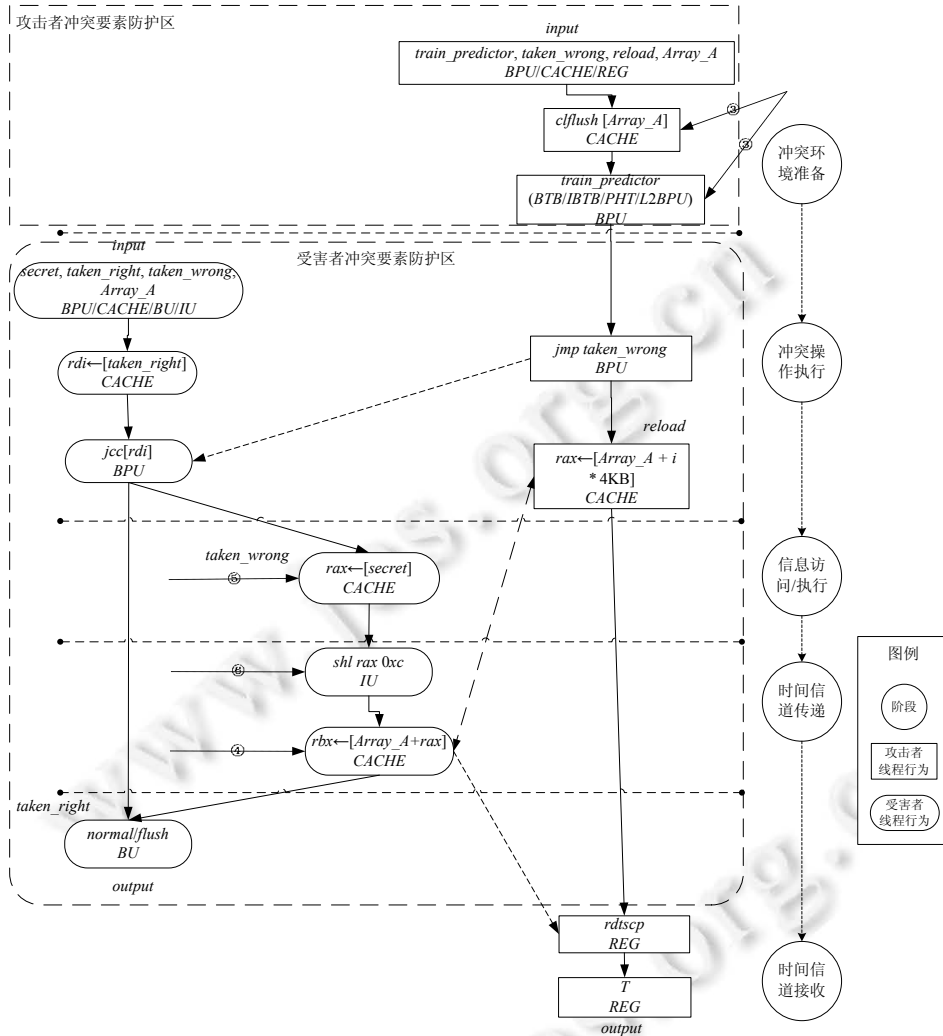 攻击者冲突要素防护区
input
train_predictor, taken_wrong, reload, Array_A
BPU/CACHE/REG
clflush [Array_A]
CACHE
③
③
train_predictor
(BTB/IBTB/PHT/L2BPU)
BPU
冲突环
境准备
input
受害者冲突要素防护区
secret, taken_right, taken_wrong,
Array_A
BPU/CACHE/BU/IU
rdi←[taken_right]
CACHE
jmp taken_wrong
BPU
冲突操
作执行
jcc[rdi]
BPU
reload
rax←[Array_A + i
* 4KB]
CACHE
taken_wrong
⑤
rax←[secret]
CACHE
信息访
问/执行
⑥
shl rax 0xc
IU
时间信
道传递
④
rbx←[Array_A+rax]
CACHE
taken_right
normal/flush
BU
output
rdtscp
REG
T
REG
output
时间信
道接收
图例
阶段
攻击者
线程行为
受害者
线程行为
www.jos.org.cn